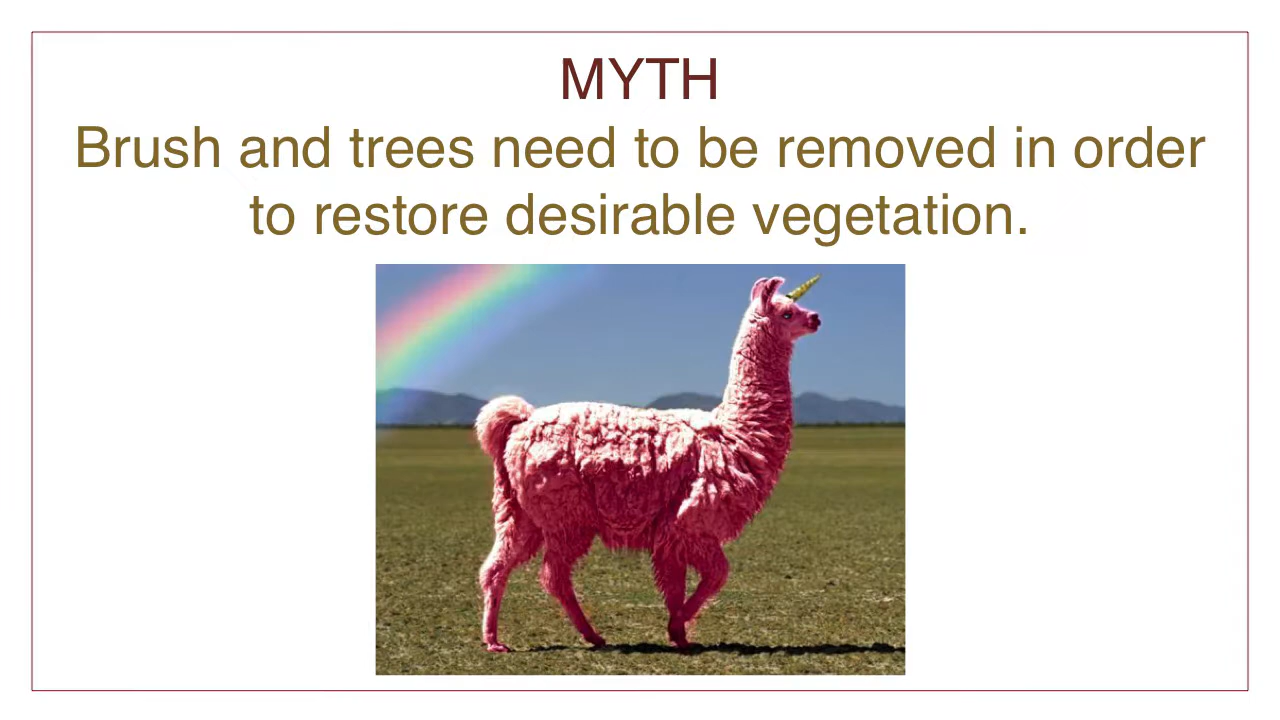 MYTH
Brush and trees need to be removed in order
to restore desirable vegetation.